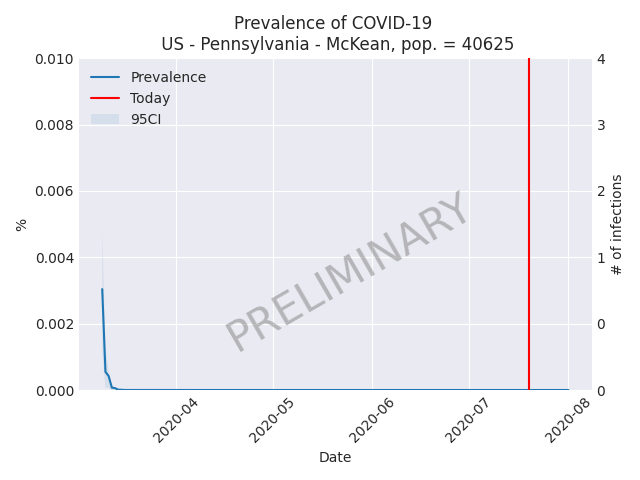 Prevalence of COVID-19
US - Pennsylvania - McKean, pop. = 40625
0.010
0.008
0.006
0.004
0.002
0.000
%
Prevalence
Today
95CI
PRELIMINARY
4
3
2
1
0
0
# of infections
2020-04
2020-05
2020-06
2020-07
2020-08
Date